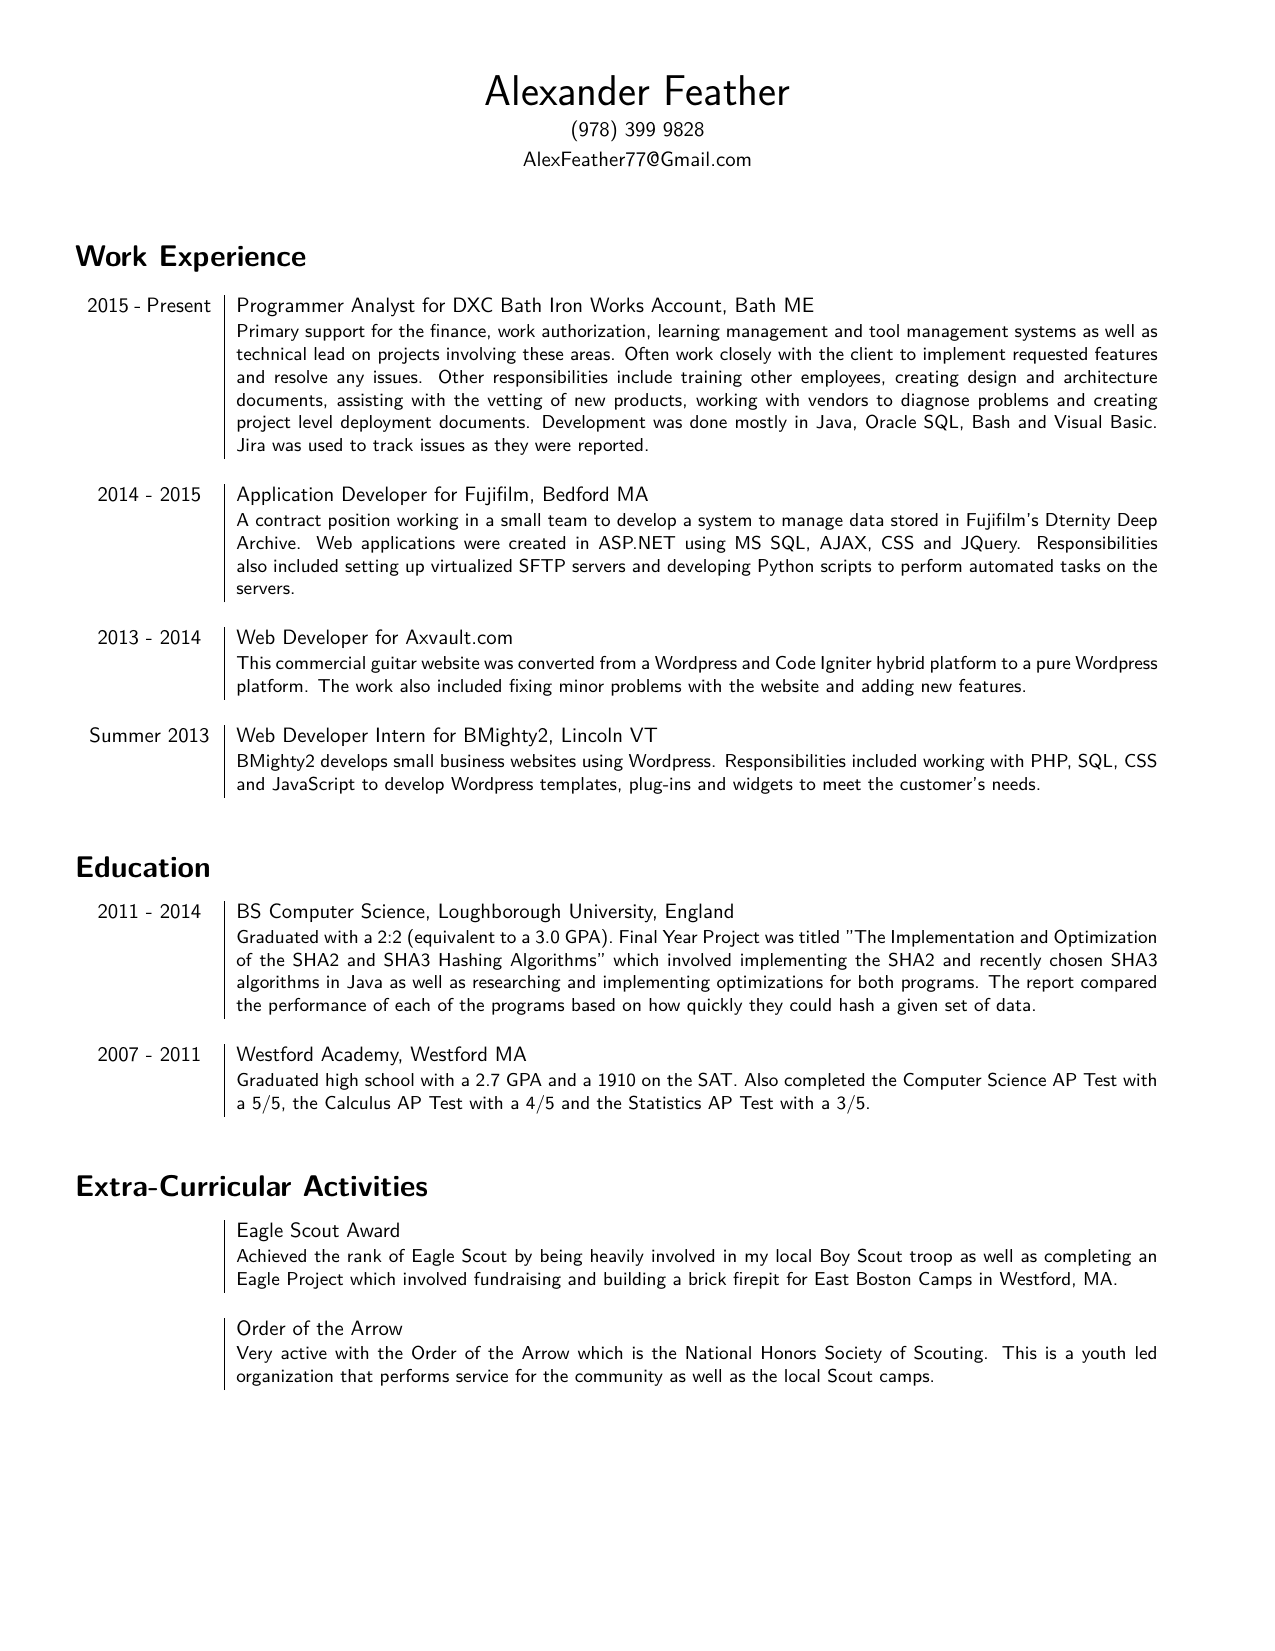 Alexander Feather
(978) 399 9828
AlexFeather77@Gmail.com
Work Experience
2015 - Present Programmer Analyst for DXC Bath Iron Works Account, Bath ME
Primary support for the finance, work authorization, learning management and tool management systems as well as
technical lead on projects involving these areas. Often work closely with the client to implement requested features
and resolve any issues. Other responsibilities include training other employees, creating design and architecture
documents, assisting with the vetting of new products, working with vendors to diagnose problems and creating
project level deployment documents. Development was done mostly in Java, Oracle SQL, Bash and Visual Basic.
Jira was used to track issues as they were reported.
2014 - 2015 Application Developer for Fujifilm, Bedford MA
A contract position working in a small team to develop a system to manage data stored in Fujifilm's Dternity Deep
Archive. Web applications were created in ASP.NET using MS SQL, AJAX, CSS and JQuery. Responsibilities
also included setting up virtualized SFTP servers and developing Python scripts to perform automated tasks on the
servers.
2013 - 2014 Web Developer for Axvault.com
This commercial guitar website was converted from a Wordpress and Code Igniter hybrid platform to a pure Wordpress
platform. The work also included fixing minor problems with the website and adding new features.
Summer 2013 Web Developer Intern for BMighty2, Lincoln VT
BMighty2 develops small business websites using Wordpress. Responsibilities included working with PHP, SQL, CSS
and JavaScript to develop Wordpress templates, plug-ins and widgets to meet the customer's needs.
Education
2011 - 2014 BS Computer Science, Loughborough University, England
Graduated with a 2:2 (equivalent to a 3.0 GPA). Final Year Project was titled "The Implementation and Optimization
of the SHA2 and SHA3 Hashing Algorithms" which involved implementing the SHA2 and recently chosen SHA3
algorithms in Java as well as researching and implementing optimizations for both programs. The report compared
the performance of each of the programs based on how quickly they could hash a given set of data.
2007 - 2011 Westford Academy, Westford MA
Graduated high school with a 2.7 GPA and a 1910 on the SAT. Also completed the Computer Science AP Test with
a 5/5, the Calculus AP Test with a 4/5 and the Statistics AP Test with a 3/5.
Extra-Curricular Activities
Eagle Scout Award
Achieved the rank of Eagle Scout by being heavily involved in my local Boy Scout troop as well as completing an
Eagle Project which involved fundraising and building a brick firepit for East Boston Camps in Westford, MA.
Order of the Arrow
Very active with the Order of the Arrow which is the National Honors Society of Scouting. This is a youth led
organization that performs service for the community as well as the local Scout camps.